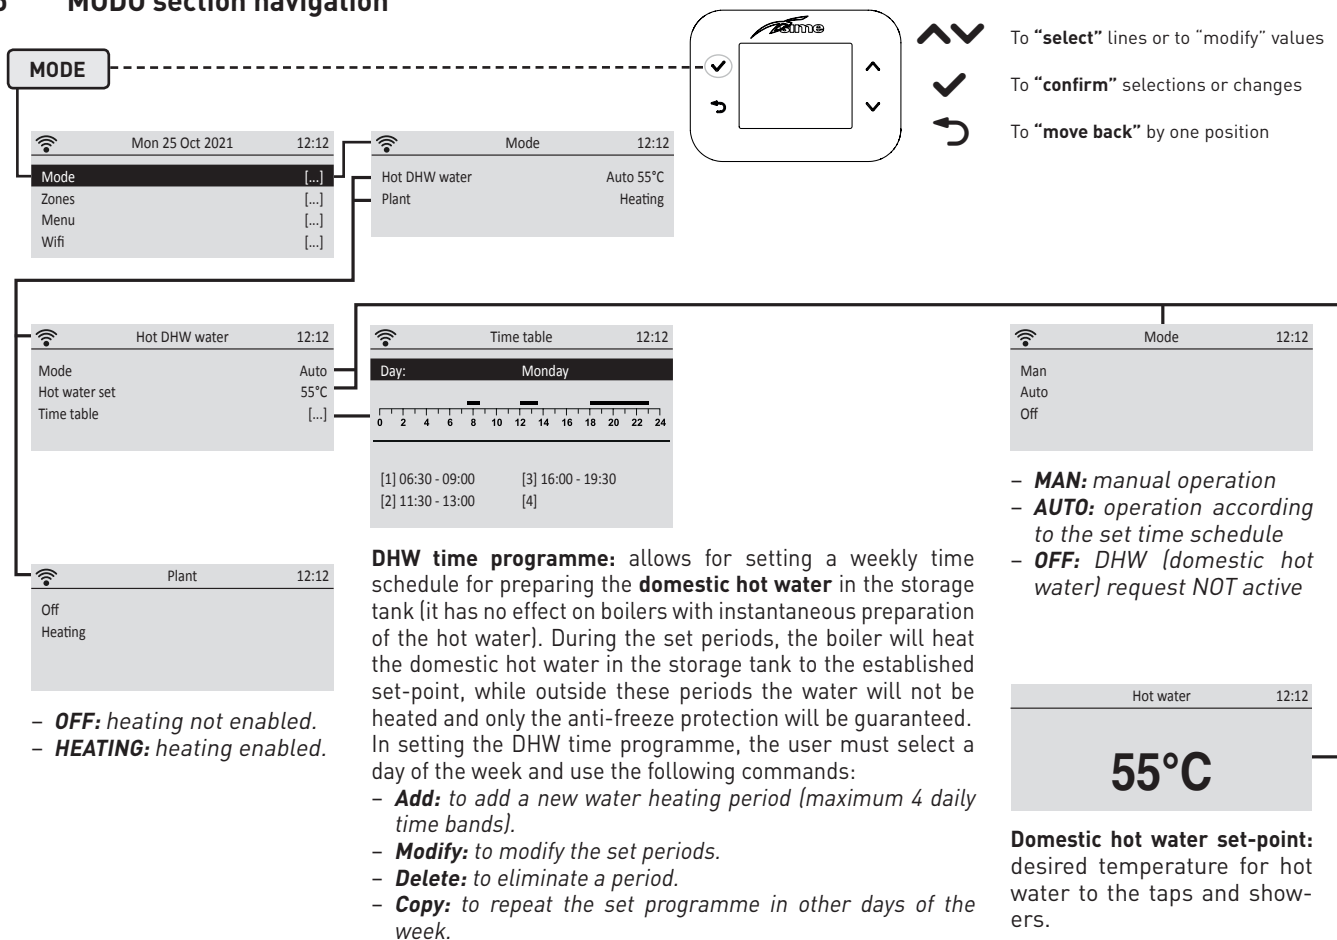 MODO section navigation
sime
To “select” lines or to “modify” values
To “confirm” selections or changes
To “move back” by one position
MODE
Mon 25 Oct 2021 12:12
Mode [...]
Zones [...]
Menu [...]
Wifi [...]
Mode 12:12
Hot DHW water Auto 55°C
Plant Heating
Hot DHW water 12:12
Mode Auto
Hot water set 55°C
Time table [...]
Time table 12:12
Day: Monday
0 2 4 6 8 10 12 14 16 18 20 22 24
[1] 06:30 - 09:00 [3] 16:00 - 19:30
[2] 11:30 - 13:00 [4]
Mode 12:12
Man
Auto
Off
– MAN: manual operation
– AUTO: operation according
to the set time schedule
– OFF: DHW (domestic hot
water) request NOT active
Plant 12:12
Off
Heating
– OFF: heating not enabled.
– HEATING: heating enabled.
DHW time programme: allows for setting a weekly time
schedule for preparing the domestic hot water in the storage
tank (it has no effect on boilers with instantaneous preparation
of the hot water). During the set periods, the boiler will heat
the domestic hot water in the storage tank to the established
set-point, while outside these periods the water will not be
heated and only the anti-freeze protection will be guaranteed.
In setting the DHW time programme, the user must select a
day of the week and use the following commands:
– Add: to add a new water heating period (maximum 4 daily
time bands).
– Modify: to modify the set periods.
– Delete: to eliminate a period.
– Copy: to repeat the set programme in other days of the
week.
Hot water 12:12
55°C
Domestic hot water set-point:
desired temperature for hot
water to the taps and show-
ers.